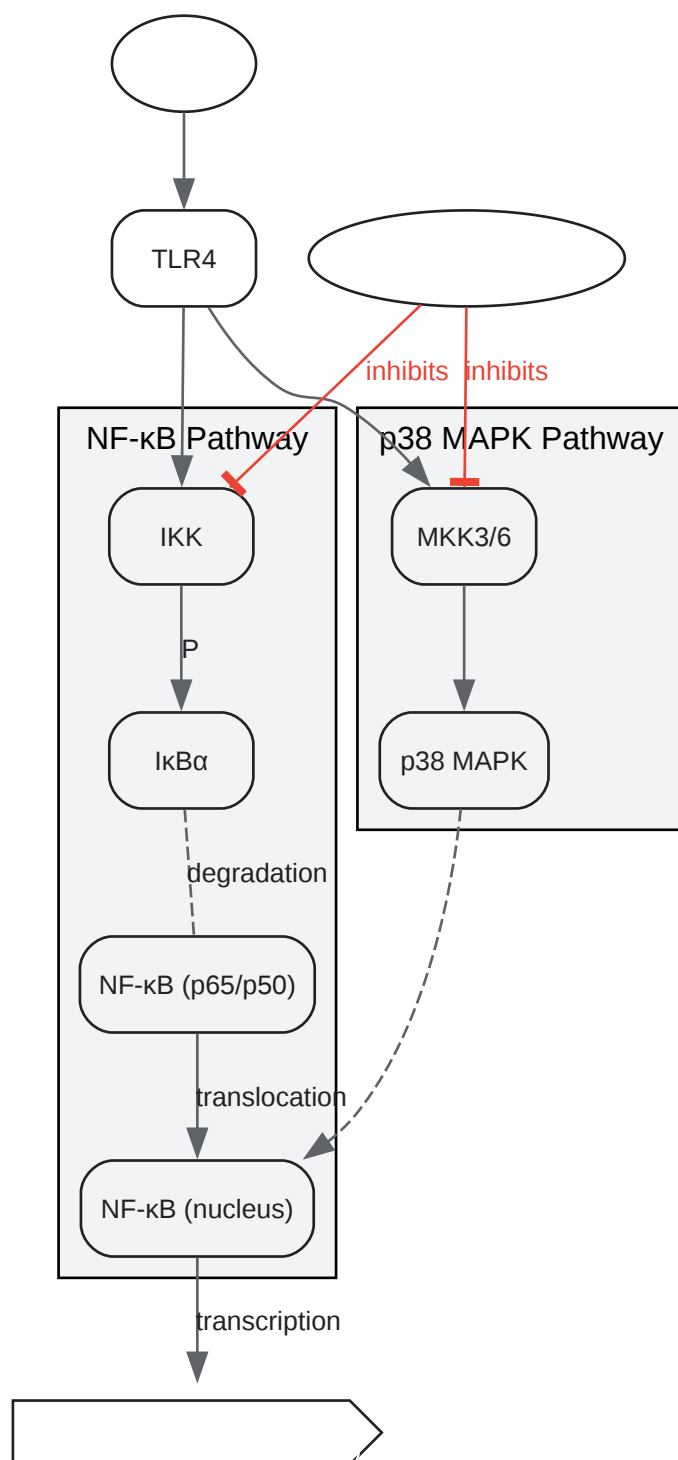 TLR4
inhibits
inhibits
NF-κB Pathway
p38 MAPK Pathway
IKK
MKK3/6
P
IκBα
p38 MAPK
degradation
NF-κB (p65/p50)
translocation
NF-κB (nucleus)
transcription